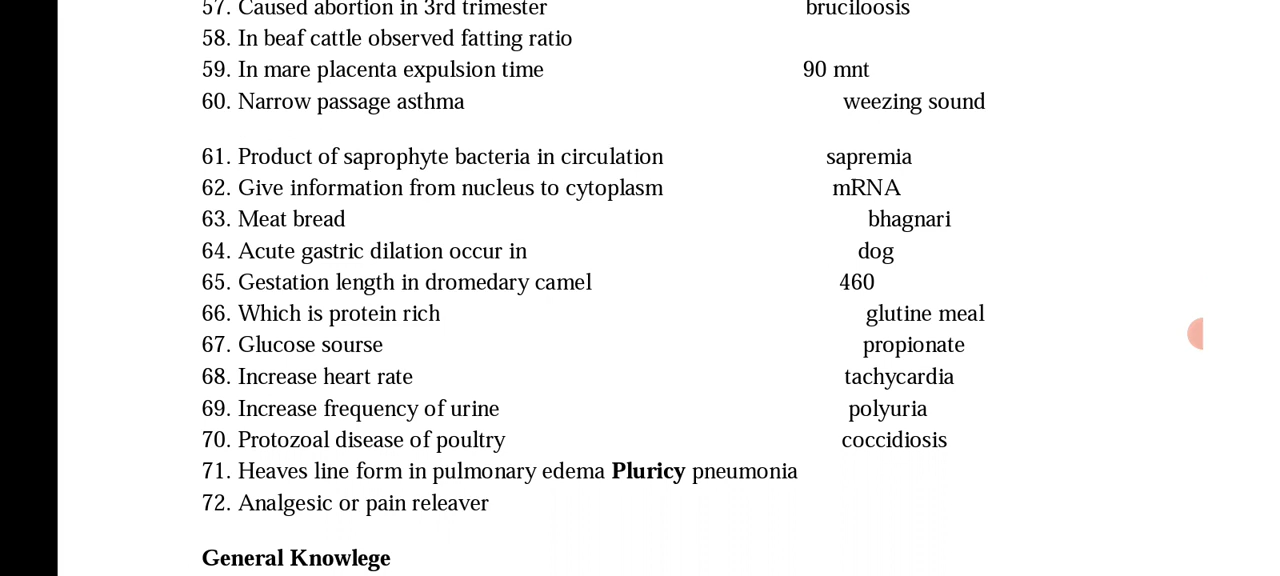 57. Caused abortion in 3rd trimester bruciloosis
58. In beaf cattle observed fatting ratio
59. In mare placenta expulsion time 90 mnt
60. Narrow passage asthma weezing sound
61. Product of saprophyte bacteria in circulation sapremia
62. Give information from nucleus to cytoplasm mRNA
63. Meat bread bhagnari
64. Acute gastric dilation occur in dog
65. Gestation length in dromedary camel 460
66. Which is protein rich glutine meal
67. Glucose sourse propionate
68. Increase heart rate tachycardia
69. Increase frequency of urine polyuria
70. Protozoal disease of poultry coccidiosis
71. Heaves line form in pulmonary edema Pluricy pneumonia
72. Analgesic or pain releaver
General Knowlege